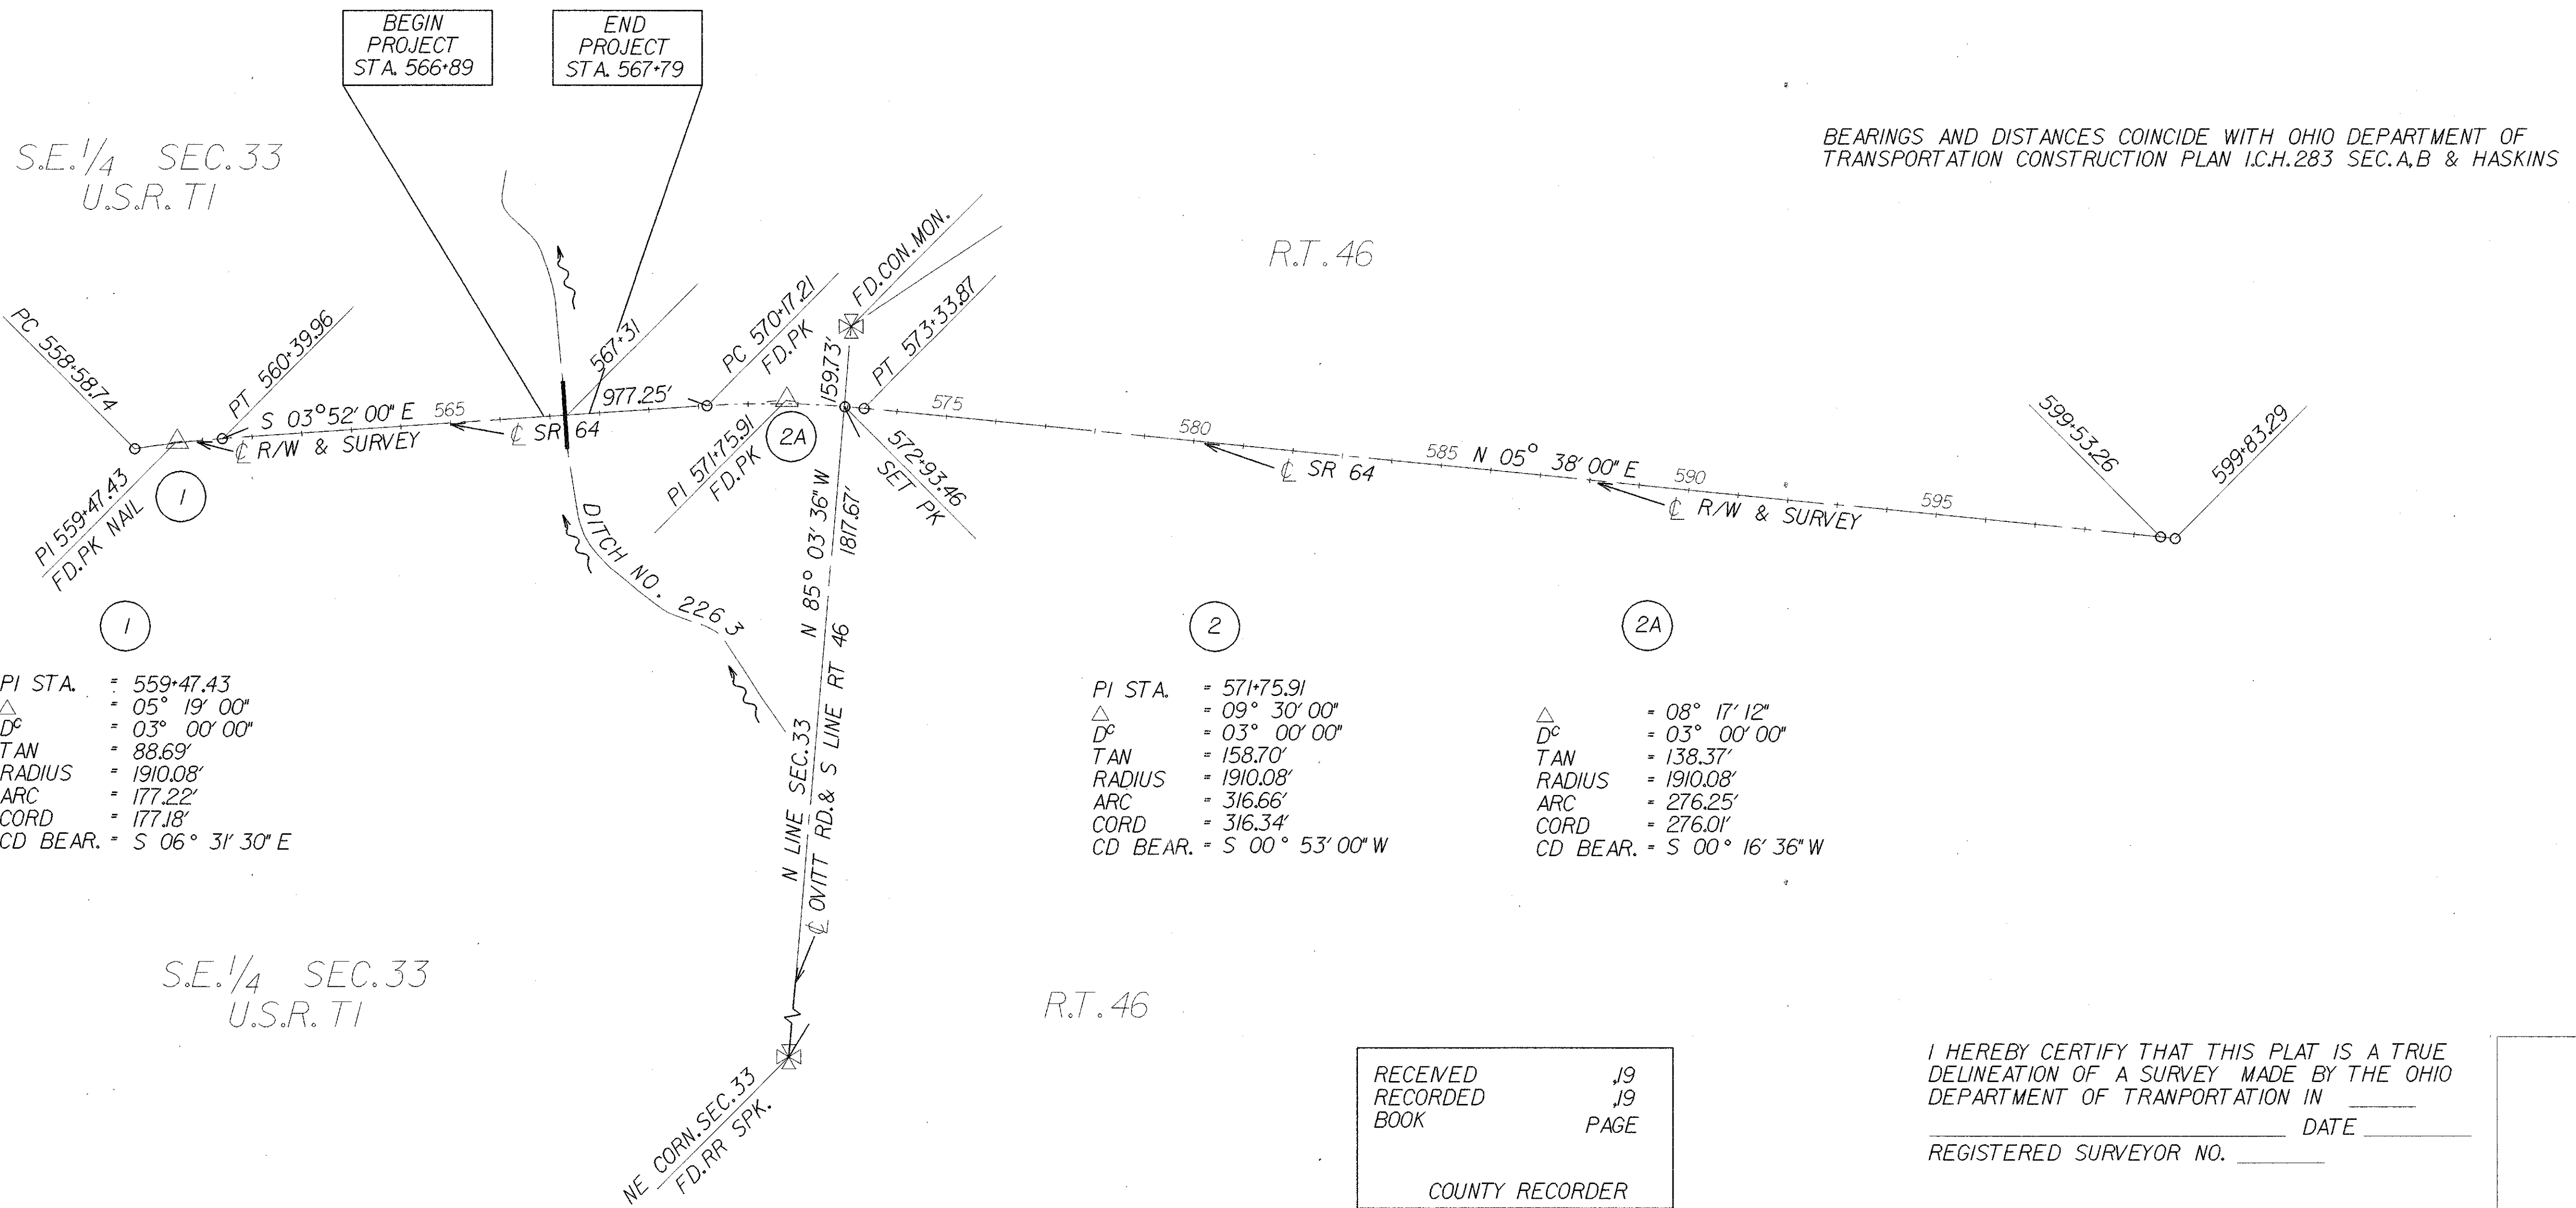 BEGIN
PROJECT
STA. 566+89
END
PROJECT
STA. 567+79
S.E.1/4 SEC.33
U.S.R. T1
BEARINGS AND DISTANCES COINCIDE WITH OHIO DEPARTMENT OF
TRANSPORTATION CONSTRUCTION PLAN I.C.H.283 SEC.A,B & HASKINS
R.T. 46
PC 558+58.74
PT 560+39.96
PI 559+47.43
FD.PK NAIL
1
S 03°52'00" E
565
℄ R/W & SURVEY
℄ SR 64
567+31
977.25'
PC 570+17.21
FD.PK
PI 571+75.91
FD.PK
2A
FD.CON.MON.
159.73'
PT 573+33.87
572+93.46
SET PK
575
580
℄ SR 64
585
N 05° 38'00" E
590
℄ R/W & SURVEY
595
599+53.26
599+83.29
DITCH NO. 2263
N 85° 03' 36" W
1817.67'
N LINE SEC.33
℄ OVITT RD.& S LINE RT 46
NE CORN.SEC.33
FD.RR SPK.
1
PI STA. = 559+47.43
△ = 05° 19' 00"
Dᶜ = 03° 00' 00"
TAN = 88.69'
RADIUS = 1910.08'
ARC = 177.22'
CORD = 177.18'
CD BEAR. = S 06° 31' 30" E
2
PI STA. = 571+75.91
△ = 09° 30' 00"
Dᶜ = 03° 00' 00"
TAN = 158.70'
RADIUS = 1910.08'
ARC = 316.66'
CORD = 316.34'
CD BEAR. = S 00° 53' 00" W
2A
△ = 08° 17' 12"
Dᶜ = 03° 00' 00"
TAN = 138.37'
RADIUS = 1910.08'
ARC = 276.25'
CORD = 276.01'
CD BEAR. = S 00° 16' 36" W
S.E.1/4 SEC.33
U.S.R. T1
R.T. 46
RECEIVED ,19
RECORDED ,19
BOOK PAGE
COUNTY RECORDER
I HEREBY CERTIFY THAT THIS PLAT IS A TRUE
DELINEATION OF A SURVEY MADE BY THE OHIO
DEPARTMENT OF TRANPORTATION IN ______
______ DATE ______
REGISTERED SURVEYOR NO. ______